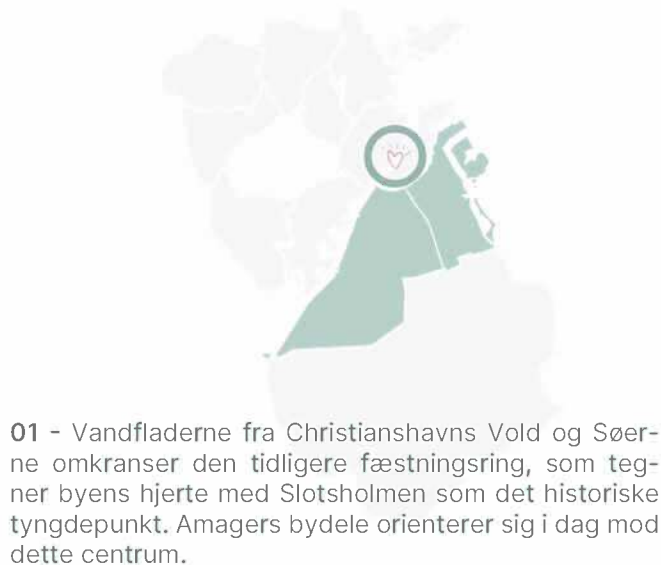 01 - Vandfladerne fra Christianshavns Vold og Søer-
ne omkranser den tidligere fæstningsring, som teg-
ner byens hjerte med Slotsholmen som det historiske
tyngdepunkt. Amagers bydele orienterer sig i dag mod
dette centrum.